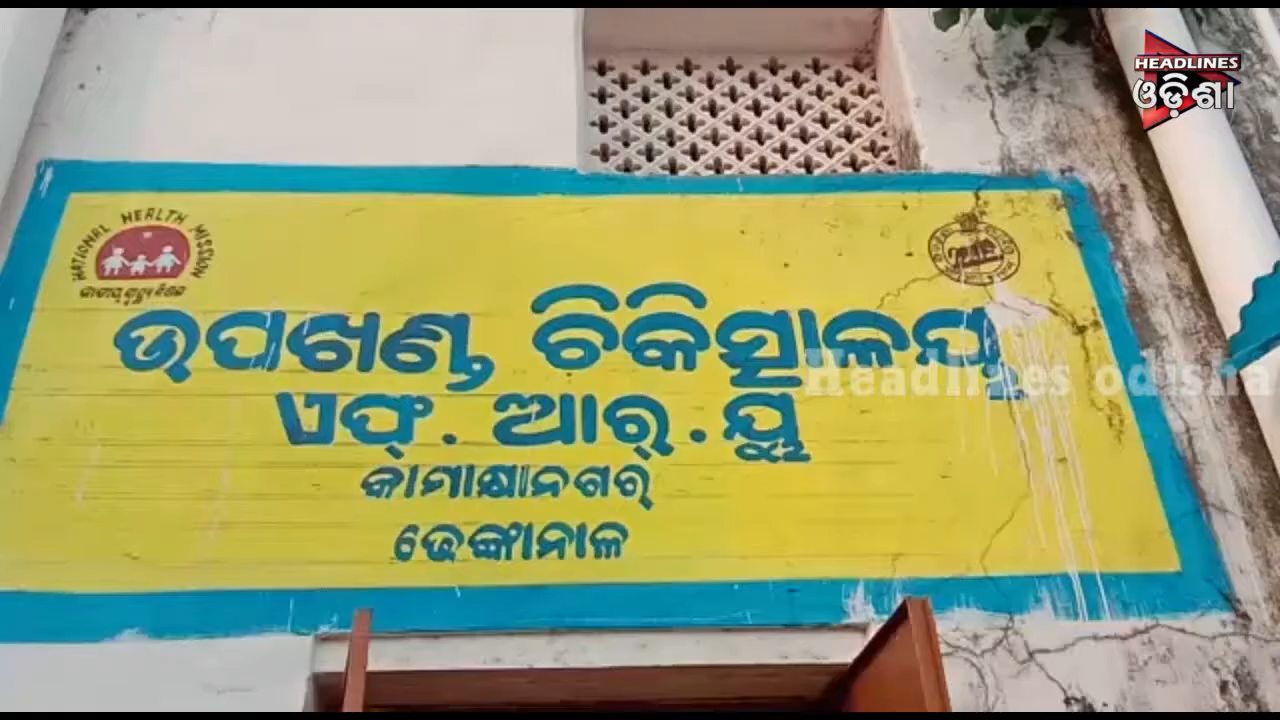 HEADLINES
ଓଡ଼ିଶା
NATIONAL HEALTH MISSION
ଉପଖଣ୍ଡ ଚିକିତ୍ସାଳୟ
Headlines odisha
ଏଫ୍. ଆର୍. ୟୁ
କାମାକ୍ଷାନଗର୍
ଢେଙ୍କାନାଳ